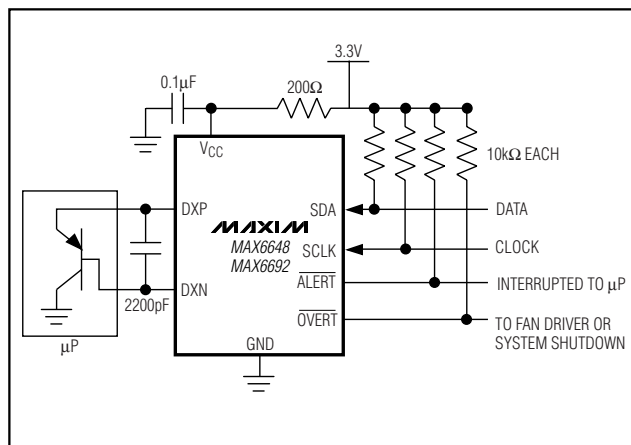 3.3V
0.1µF
200Ω
VCC
10kΩ EACH
DXP
SDA
DATA
MAXIM
MAX6648
MAX6692
SCLK
CLOCK
ALERT
INTERRUPTED TO µP
DXN
2200pF
OVERT
TO FAN DRIVER OR
SYSTEM SHUTDOWN
GND
µP